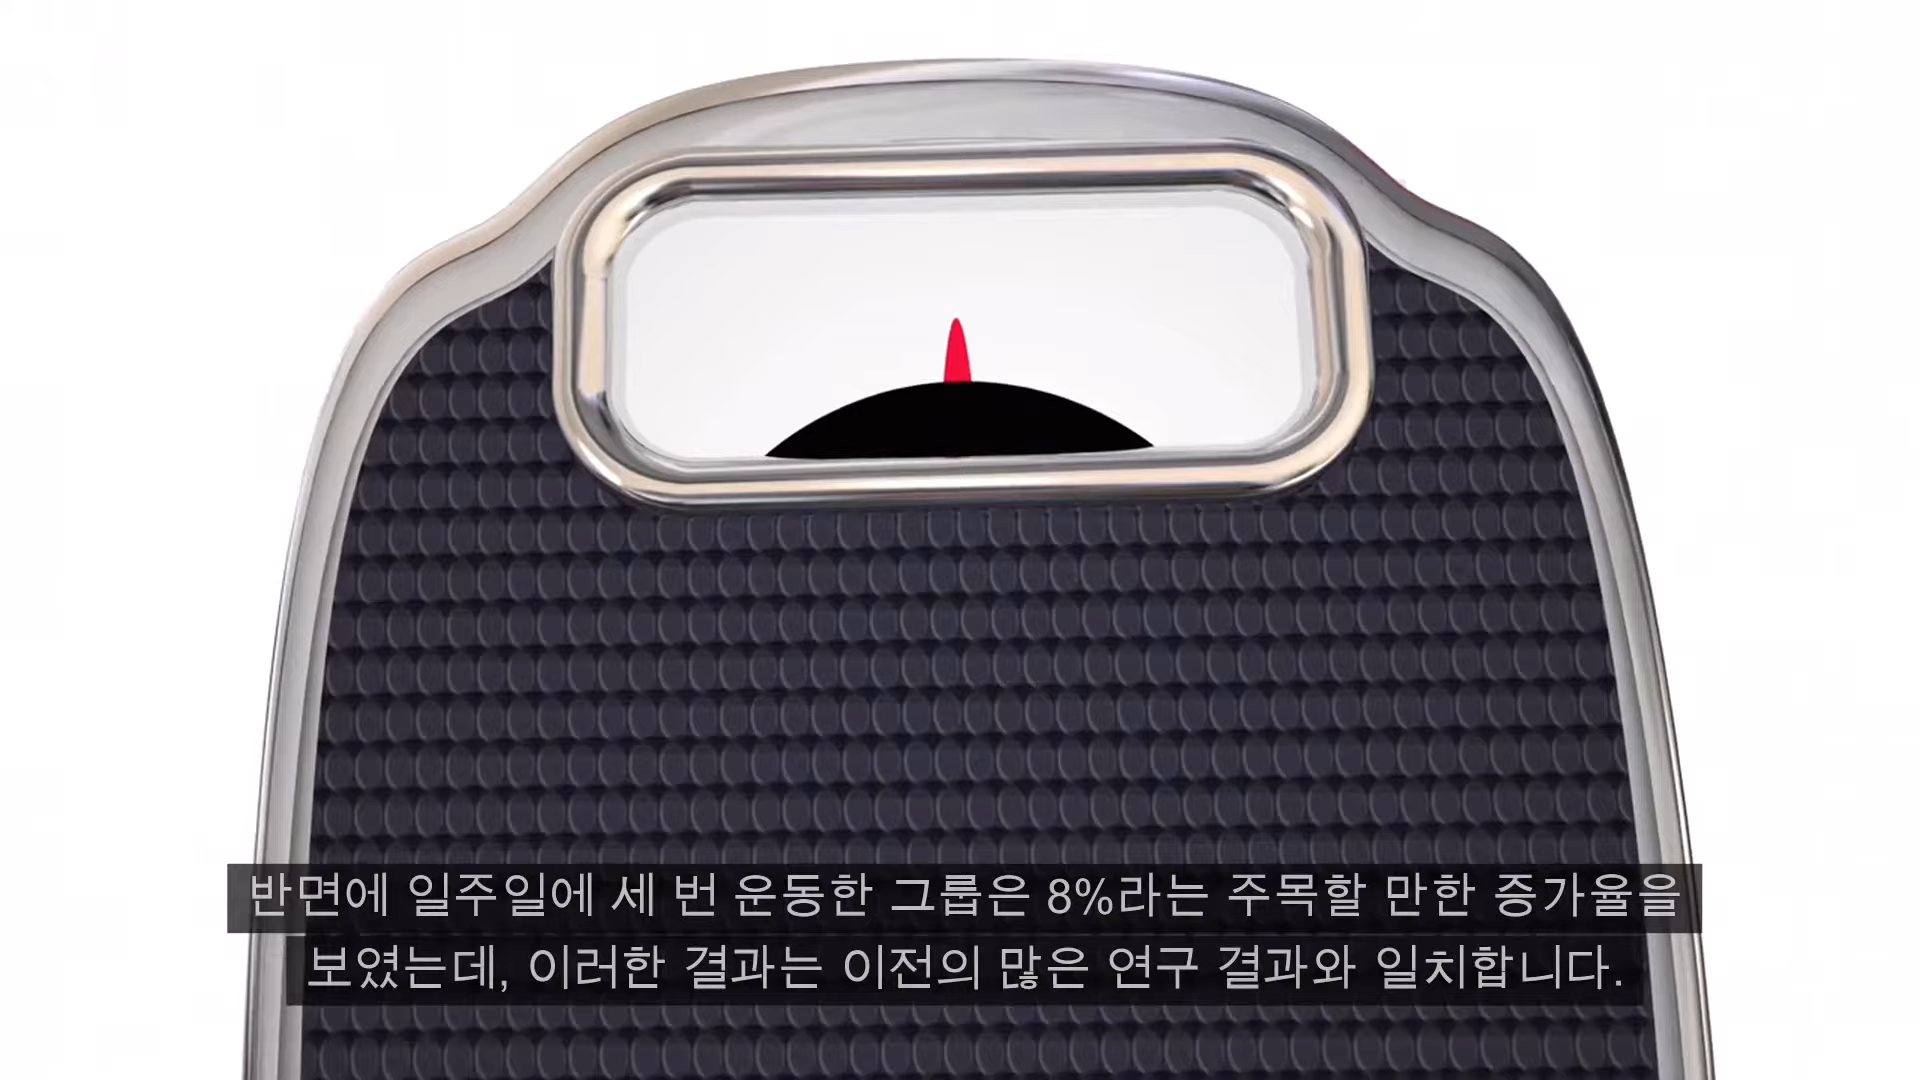 반면에 일주일에 세 번 운동한 그룹은 8%라는 주목할 만한 증가율을
보였는데, 이러한 결과는 이전의 많은 연구 결과와 일치합니다.